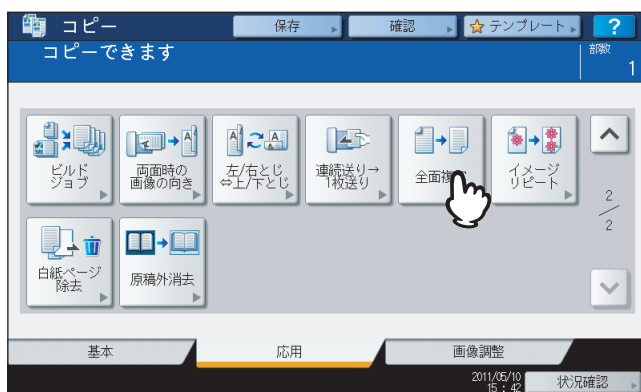 コピー
保存
確認
テンプレート
?
コピーできます
部数
1
ビルド
ジョブ
両面時の
画像の向き
左/右とじ
⇔上/下とじ
連続送り→
1枚送り
全面複
イメージ
リピート
2
2
白紙ページ
除去
原稿外消去
基本
応用
画像調整
2011/05/10
15:42
状況確認